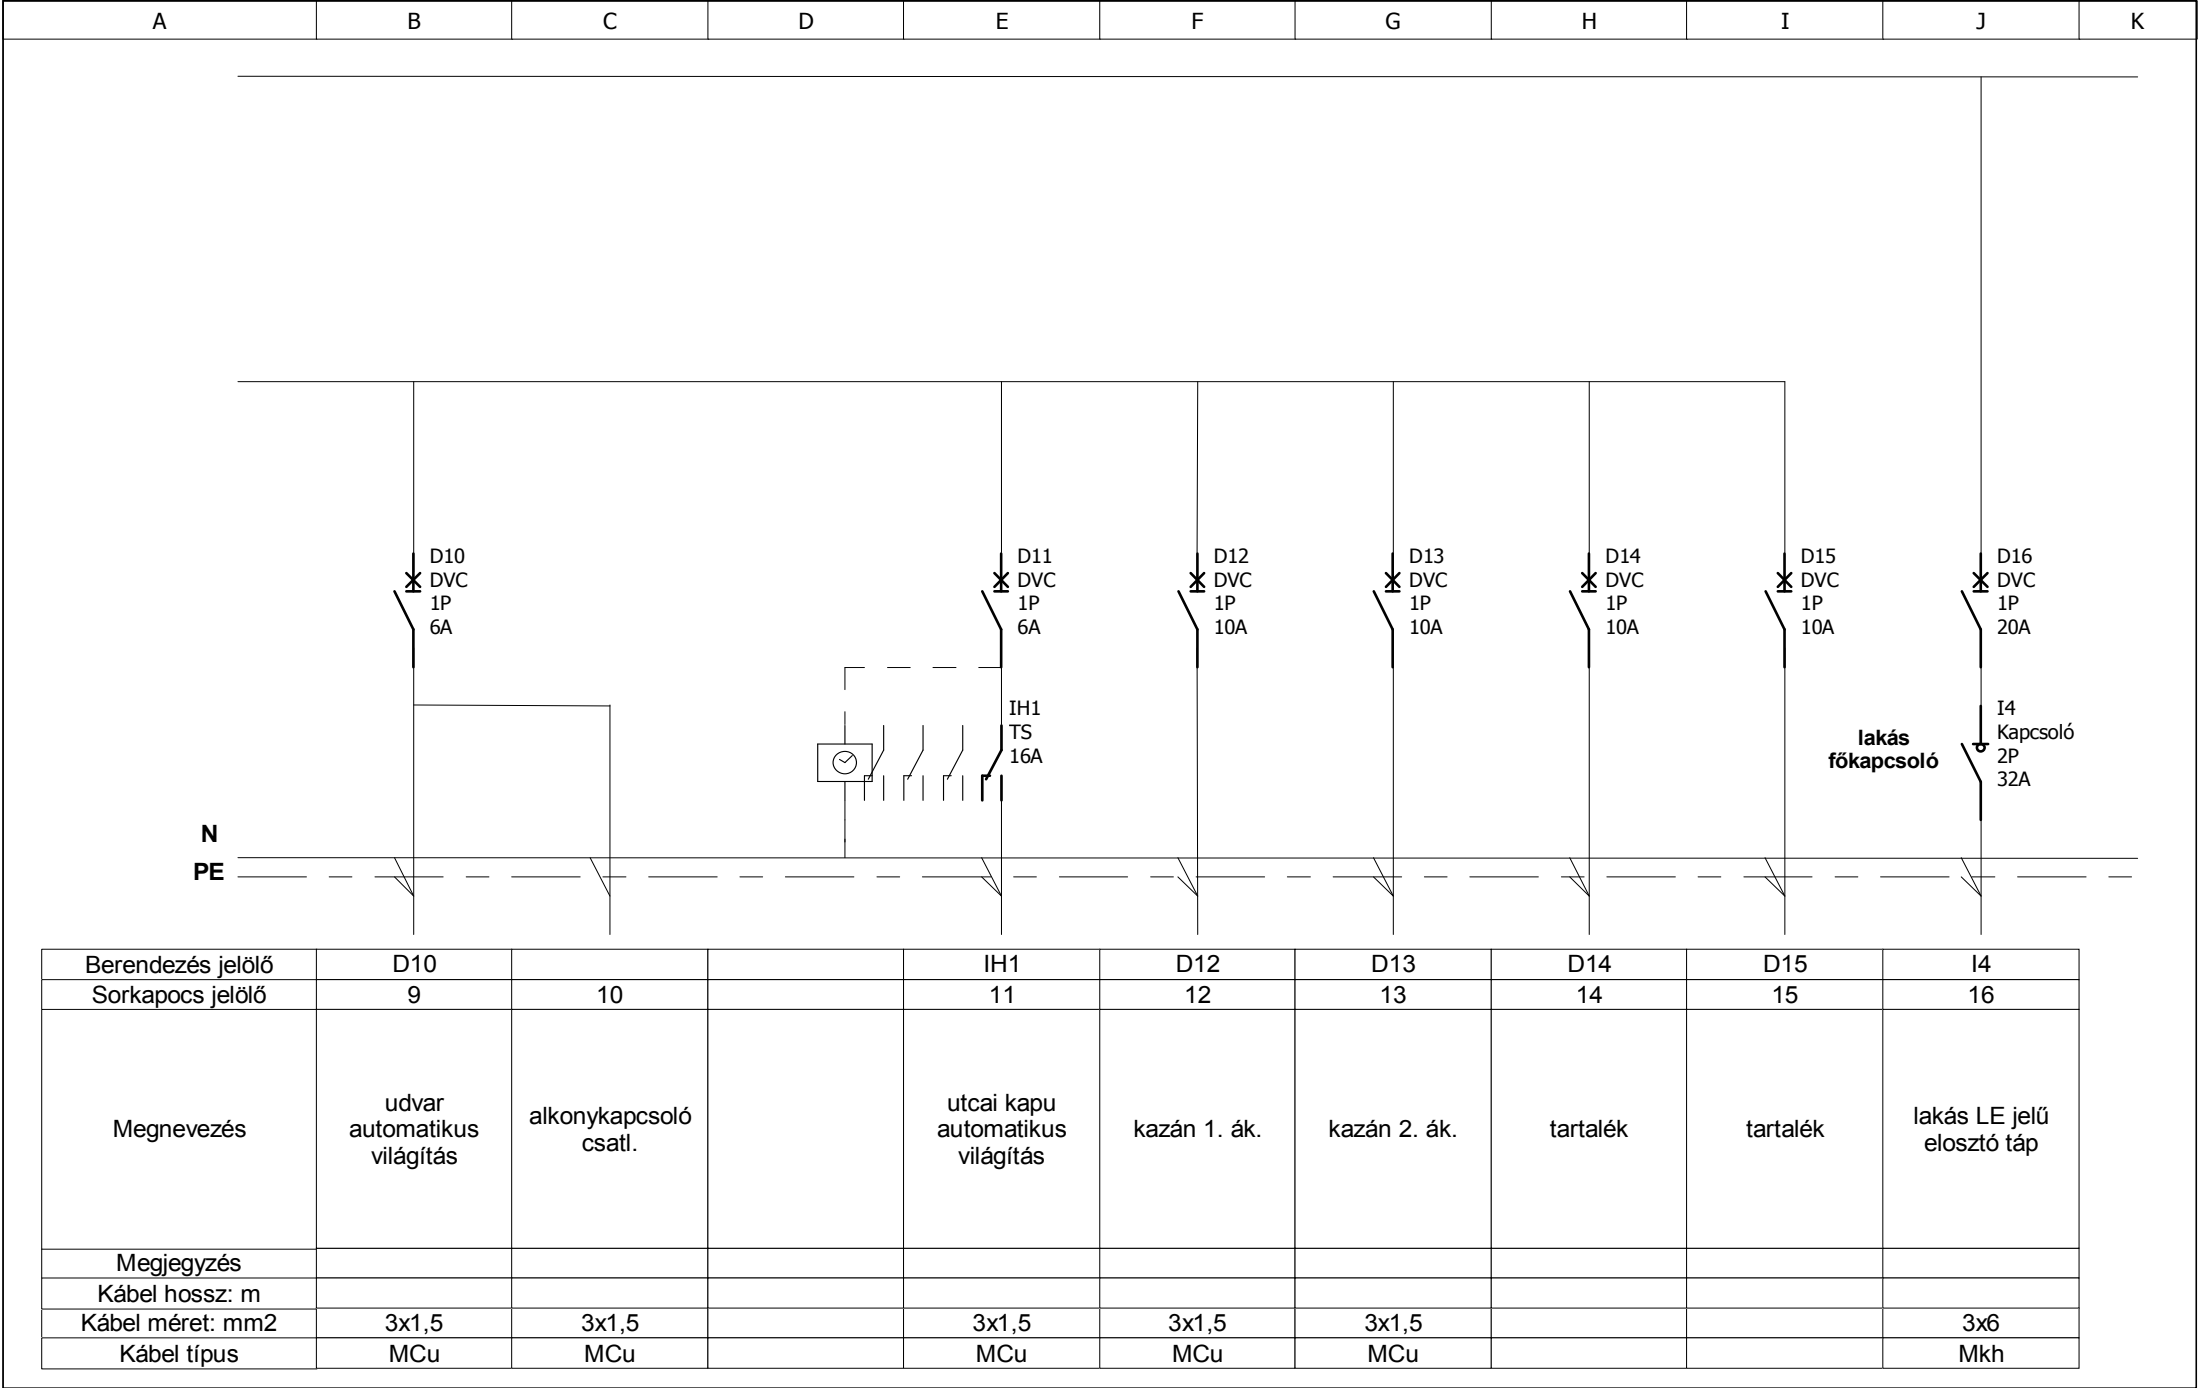 A B C D E F G H I J K
D10 D11 D12 D13 D14 D15 D16
DVC DVC DVC DVC DVC DVC DVC
1P 1P 1P 1P 1P 1P 1P
6A 6A 10A 10A 10A 10A 20A
IH1 I4
TS Kapcsoló
16A 2P
32A
lakás
főkapcsoló
N
PE
Berendezés jelölő D10 IH1 D12 D13 D14 D15 I4
Sorkapocs jelölő 9 10 11 12 13 14 15 16
Megnevezés
udvar
automatikus
világítás
alkonykapcsoló
csatl.
utcai kapu
automatikus
világítás
kazán 1. ák.
kazán 2. ák.
tartalék
tartalék
lakás LE jelű
elosztó táp
Megjegyzés
Kábel hossz: m
Kábel méret: mm2 3x1,5 3x1,5 3x1,5 3x1,5 3x1,5 3x6
Kábel típus MCu MCu MCu MCu MCu Mkh